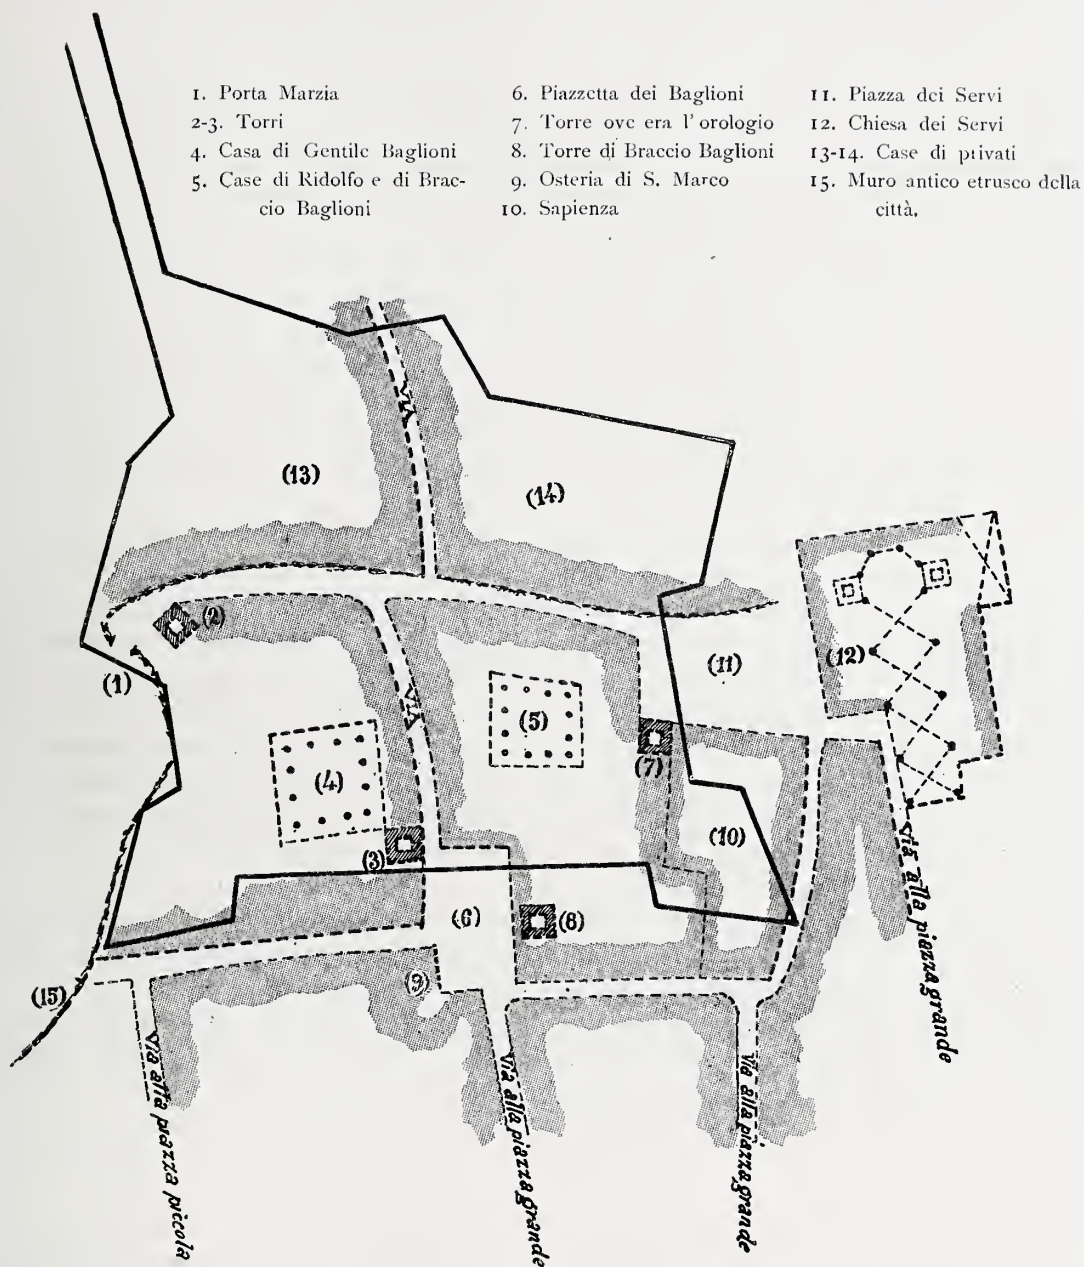 1. Porta Marzia
2-3. Torri
4. Casa di Gentile Baglioni
5. Case di Ridolfo e di Brac-
cio Baglioni
6. Piazzetta dei Baglioni
7. Torre ove era l'orologio
8. Torre di Braccio Baglioni
9. Osteria di S. Marco
10. Sapienza
11. Piazza dei Servi
12. Chiesa dei Servi
13-14. Case di privati
15. Muro antico etrusco della
città.
VIA
(13)
(14)
(2)
(1)
(11)
(12)
VIA
(5)
(4)
(7)
(3)
(10)
(6)
(8)
(9)
(15)
Via alla piazza grande
Via alla piazza piccola
Via alla piazza grande
Via alla piazza grande